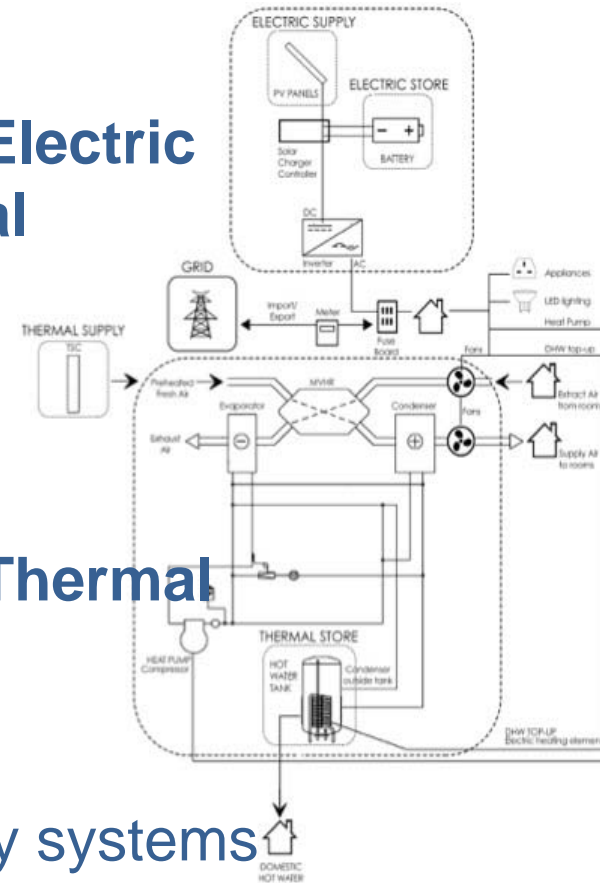 ELECTRIC SUPPLY
PV PANELS
ELECTRIC STORE
Electric
Solar
Charger
Controller
BATTERY
al
DC
Inverter
AC
GRID
Import/
Export
Meter
Fuse
Board
Appliances
LED lighting
Heat Pump
DHW top-up
THERMAL SUPPLY
TSC
Fans
Preheated
Fresh Air
MVHR
Extract Air
from rooms
Evaporator
Condenser
Fans
Exhaust
Air
Supply Air
to rooms
Thermal
THERMAL STORE
HEAT PUMP
Compressor
HOT
WATER
TANK
Condenser
outside tank
DHW TOP-UP
Electric heating element
y systems
DOMESTIC
HOT WATER